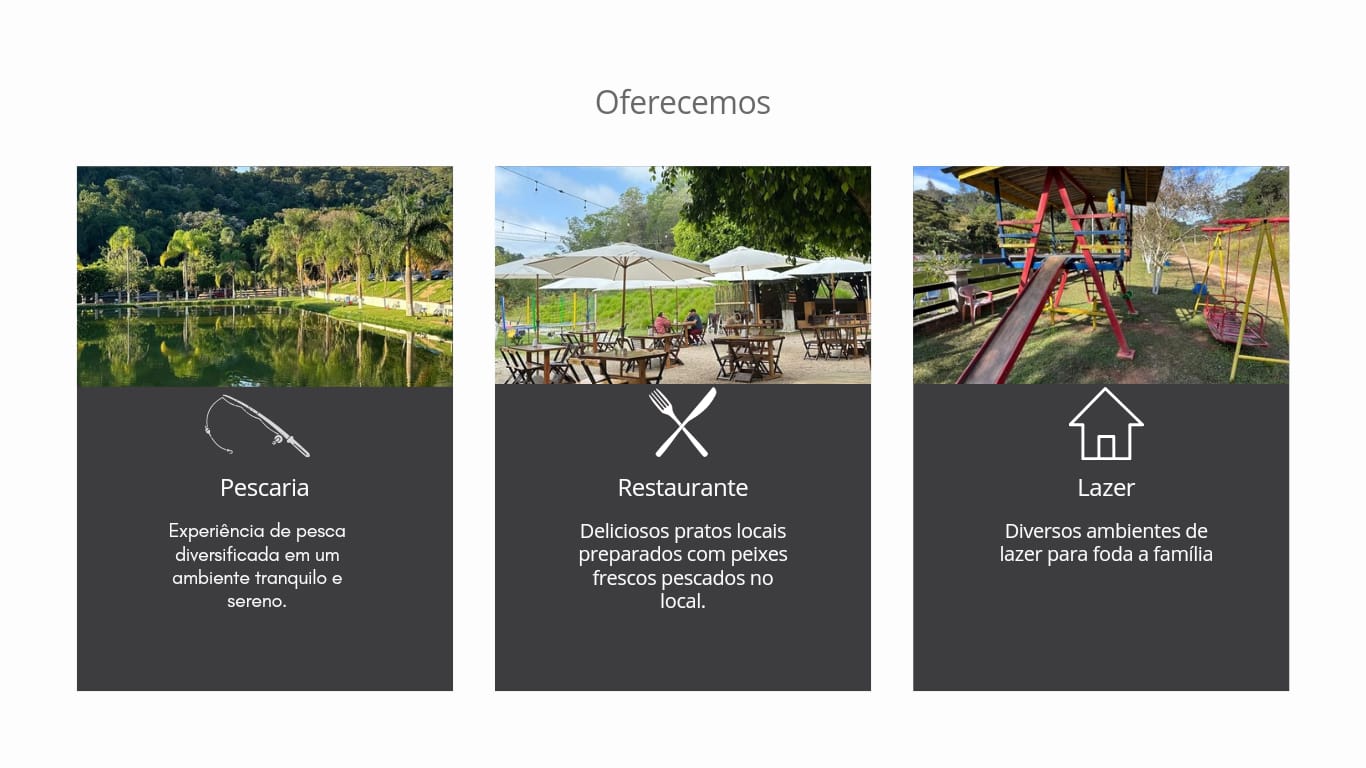 Oferecemos
Pescaria
Experiência de pesca
diversificada em um
ambiente tranquilo e
sereno.
Restaurante
Deliciosos pratos locais
preparados com peixes
frescos pescados no
local.
Lazer
Diversos ambientes de
lazer para foda a família